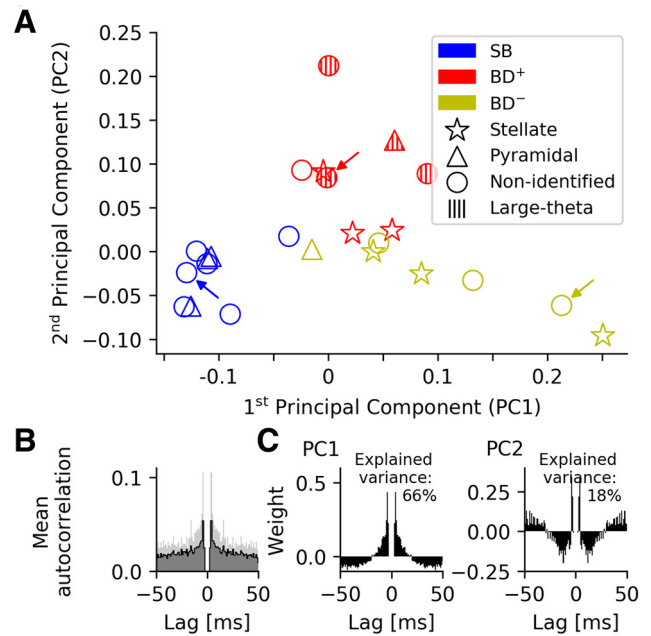 A
0.25
0.20
0.15
0.10
0.05
0.00
−0.05
−0.10
2nd Principal Component (PC2)
-0.1
0
0.1
0.2
1st Principal Component (PC1)
SB
BD+
BD−
Stellate
Pyramidal
Non-identified
Large-theta
B
Mean
autocorrelation
0.1
0.0
−50
0
50
Lag [ms]
C
PC1
Explained
variance:
66%
Weight
0.5
0.0
−50
0
50
Lag [ms]
PC2
Explained
variance:
18%
0.25
0.00
−0.25
−50
0
50
Lag [ms]